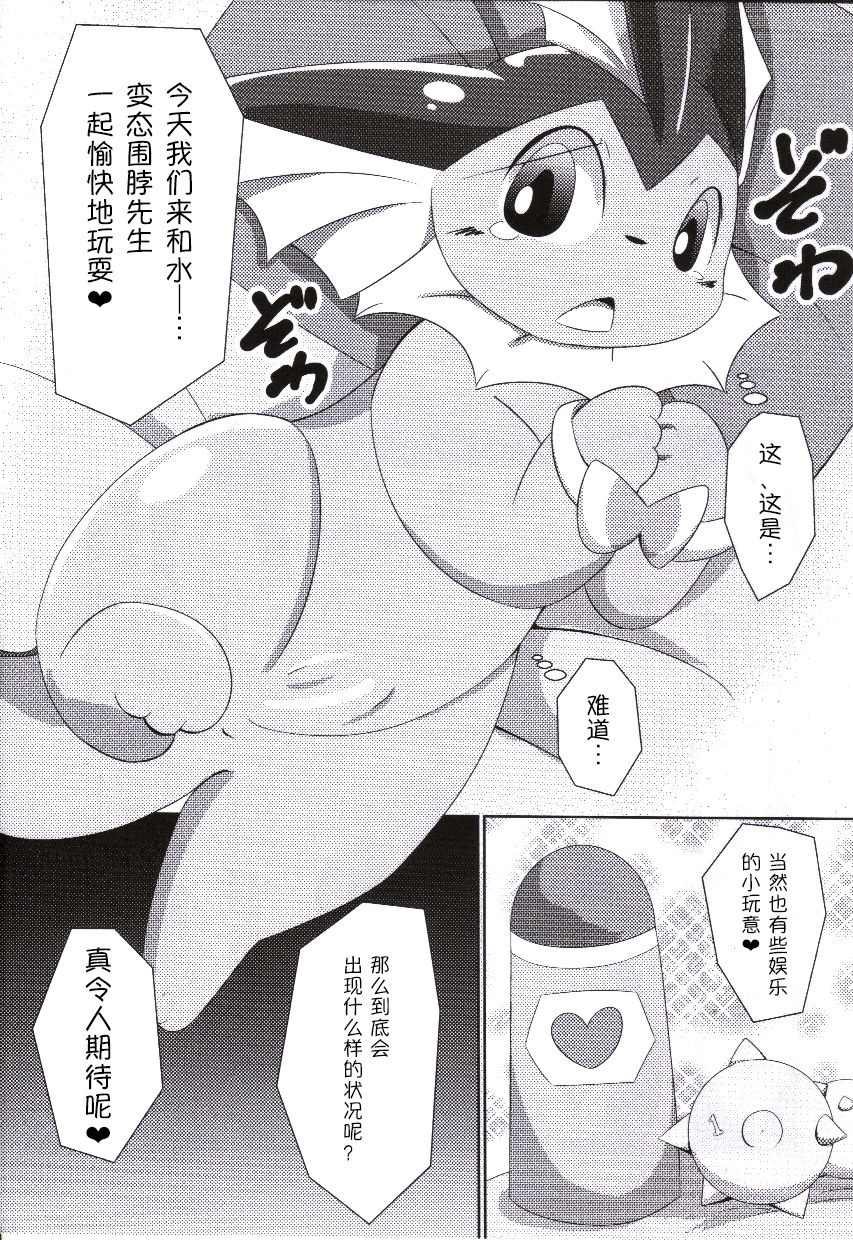 今天我们来和水一…
变态围脖先生
一起愉快地玩耍❤
ぞわ
ぞわ
这、这是…
难道…
当然也有些娱乐
的小玩意❤
1
那么到底会
出现什么样的状况呢？
真令人期待呢❤